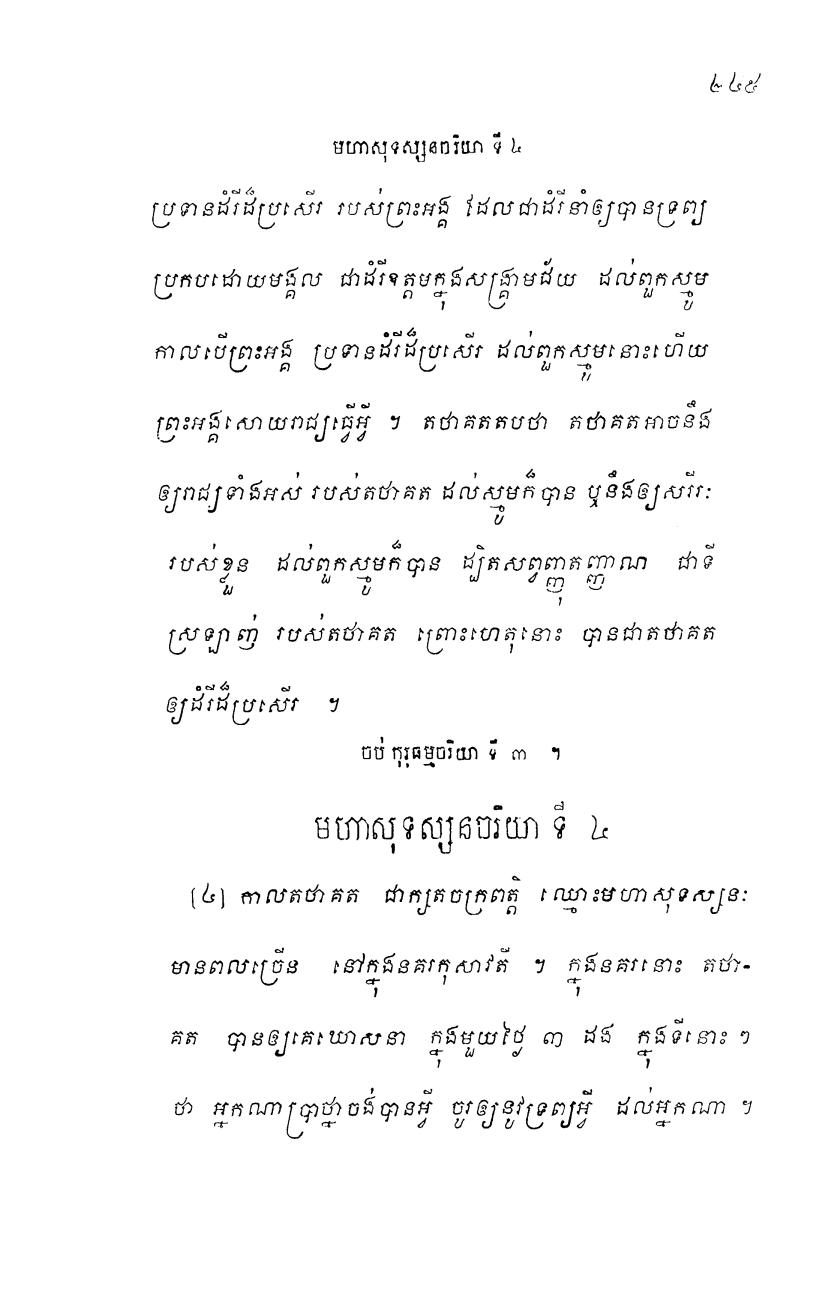 ២៤៥
មហាសុទស្សនចរិយា ទី ៤
ប្រទានដំរីដ៏ប្រសើរ របស់ព្រះអង្គ ដែលជាដំរីនាំឲ្យបានទ្រព្យ
ប្រកបដោយមង្គល ជាដំរីឧត្តមក្នុងសង្គ្រាមជ័យ ដល់ពួកស្មូម
កាលបើព្រះអង្គ ប្រទានដំរីដ៏ប្រសើរ ដល់ពួកស្មូមនោះហើយ
ព្រះអង្គសោយរាជ្យធ្វើអ្វី ។ តថាគតតបថា តថាគតអាចនឹង
ឲ្យរាជ្យទាំងអស់ របស់តថាគត ដល់ស្មូមក៏បាន ឬនឹងឲ្យសរីរៈ
របស់ខ្លួន ដល់ពួកស្មូមក៏បាន ដ្បិតសព្វញ្ញុតញ្ញាណ ជាទី
ស្រឡាញ់ របស់តថាគត ព្រោះហេតុនោះ បានជាតថាគត
ឲ្យដំរីដ៏ប្រសើរ ។
ចប់ កុរុធម្មចរិយា ទី ៣ ។
មហាសុទស្សនចរិយា ទី ៤
[៤] កាលតថាគត ជាក្សត្រចក្រពត្តិ ឈ្មោះមហាសុទស្សនៈ
មានពលច្រើន នៅក្នុងនគរកុសាវតី ។ ក្នុងនគរនោះ តថា-
គត បានឲ្យគេឃោសនា ក្នុងមួយថ្ងៃ ៣ ដង ក្នុងទីនោះ ៗ
ថា អ្នកណាប្រាថ្នាចង់បានអ្វី ចូរឲ្យនូវទ្រព្យអ្វី ដល់អ្នកណា ។